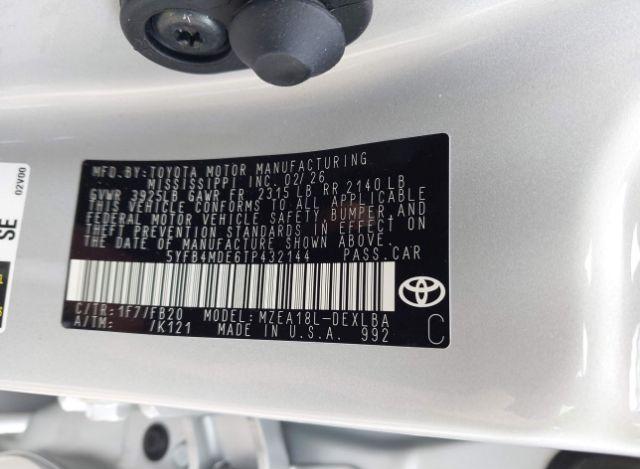 MFD.BY: TOYOTA MOTOR MANUFACTURING
MISSISSIPPI INC. 02/26
GVWR 3925LB GAWR FR 2315 LB RR 2140 LB
THIS VEHICLE CONFORMS TO ALL APPLICABLE
FEDERAL MOTOR VEHICLE SAFETY, BUMPER, AND
THEFT PREVENTION STANDARDS IN EFFECT ON
THE DATE OF MANUFACTURE SHOWN ABOVE.
5YFB4MDE6TP432144 PASS.CAR
C/TR: 1F7/FB20 MODEL: MZEA18L-DEXLBA
A/TM: /K121 MADE IN U.S.A. 992
C
SE
02V00